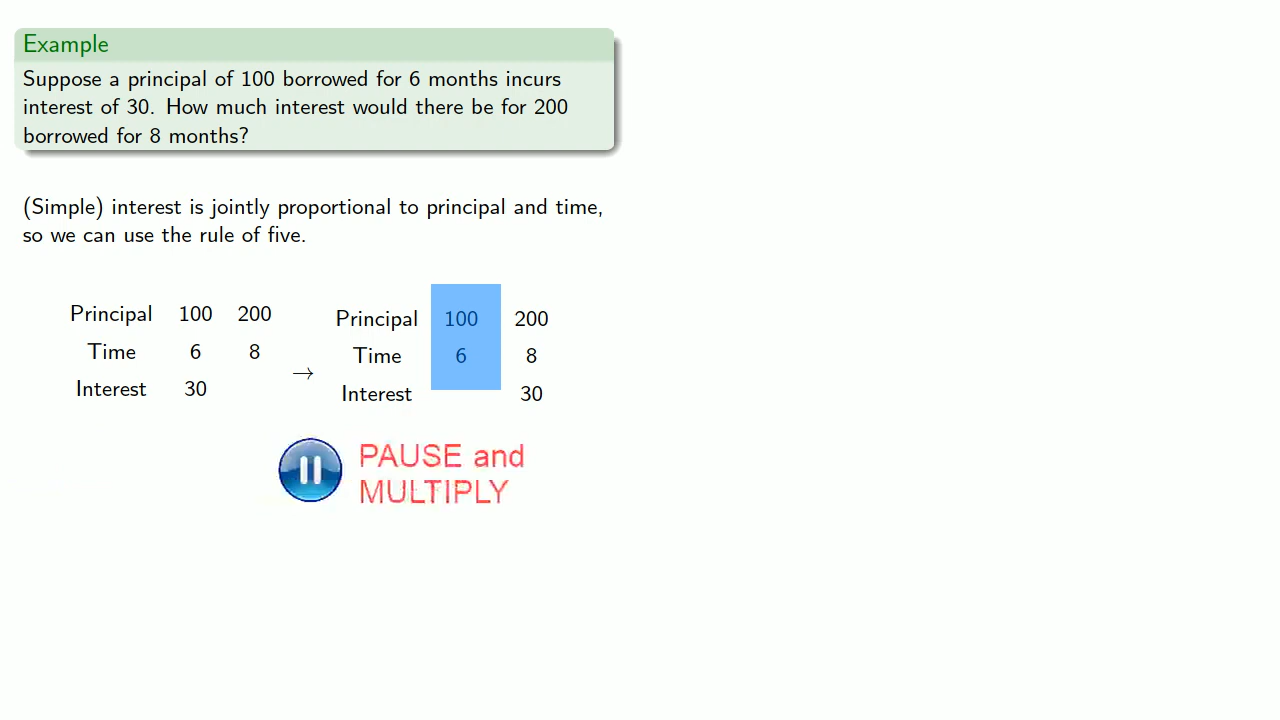 Example
Suppose a principal of 100 borrowed for 6 months incurs
interest of 30. How much interest would there be for 200
borrowed for 8 months?
(Simple) interest is jointly proportional to principal and time,
so we can use the rule of five.
Principal 100 200
Time 6 8
Interest 30
→
Principal 100 200
Time 6 8
Interest 30
PAUSE and
MULTIPLY